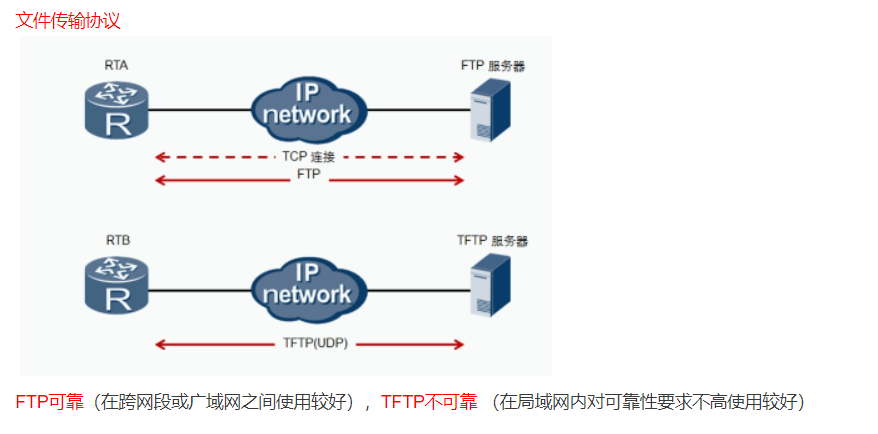 文件传输协议
RTA
FTP 服务器
IP
network
TCP 连接
FTP
R
RTB
TFTP 服务器
IP
network
R
TFTP(UDP)
FTP可靠（在跨网段或广域网之间使用较好），TFTP不可靠 （在局域网内对可靠性要求不高使用较好）